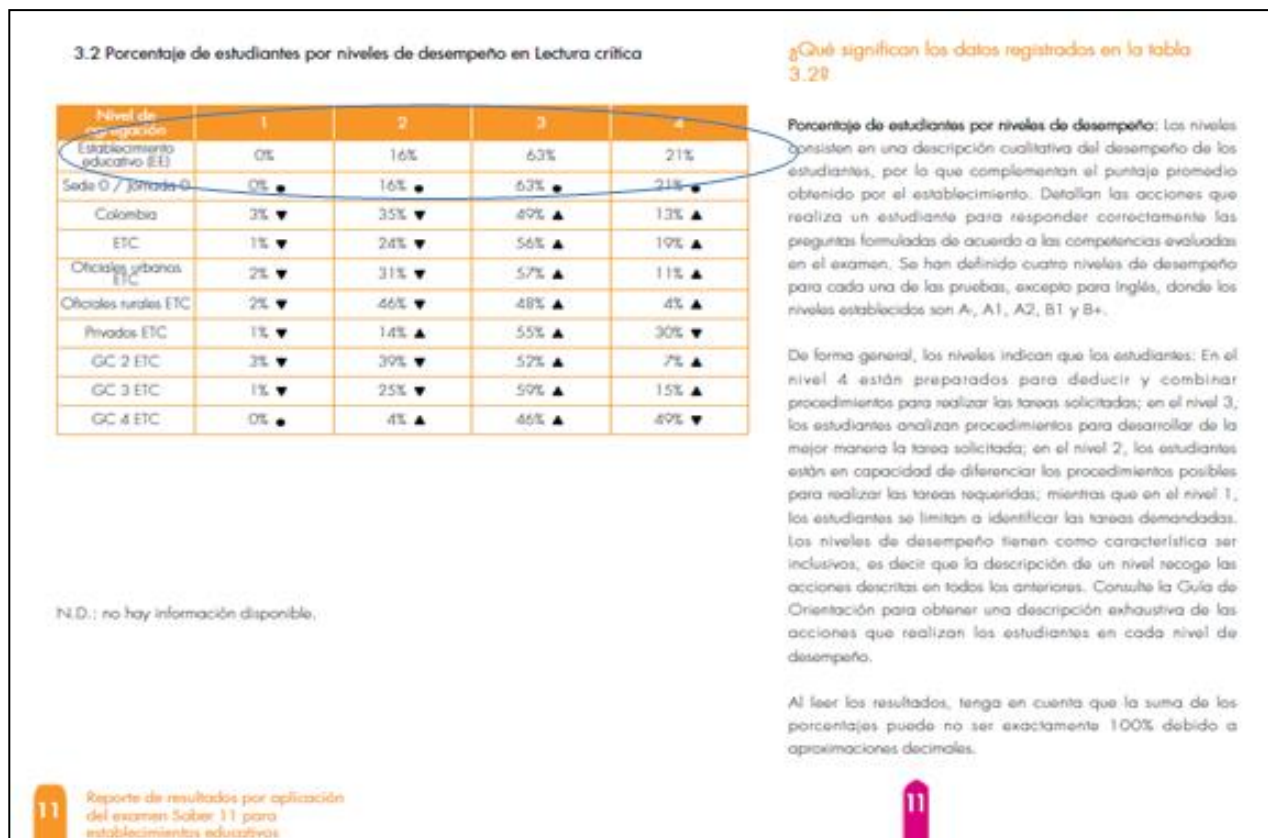 3.2 Porcentaje de estudiantes por niveles de desempeño en Lectura crítica
Nivel de agregación 1 2 3 4
Establecimiento educativo (EE) 0% 16% 63% 21%
Sede 0 / Jornada 0 0% ● 16% ● 63% ● 21% ●
Colombia 3% ▼ 35% ▼ 49% ▲ 13% ▲
ETC 1% ▼ 24% ▼ 56% ▲ 19% ▲
Oficiales urbanos ETC 2% ▼ 31% ▼ 57% ▲ 11% ▲
Oficiales rurales ETC 2% ▼ 46% ▼ 48% ▲ 4% ▲
Privados ETC 1% ▼ 14% ▲ 55% ▲ 30% ▼
GC 2 ETC 3% ▼ 39% ▼ 52% ▲ 7% ▲
GC 3 ETC 1% ▼ 25% ▼ 59% ▲ 15% ▲
GC 4 ETC 0% ● 4% ▲ 46% ▲ 49% ▼
N.D.: no hay información disponible.
¿Qué significan los datos registrados en la tabla
3.2?
Porcentaje de estudiantes por niveles de desempeño: Los niveles
consisten en una descripción cualitativa del desempeño de los
estudiantes, por lo que complementan el puntaje promedio
obtenido por el establecimiento. Detallan las acciones que
realiza un estudiante para responder correctamente las
preguntas formuladas de acuerdo a las competencias evaluadas
en el examen. Se han definido cuatro niveles de desempeño
para cada una de las pruebas, excepto para Inglés, donde los
niveles establecidos son A-, A1, A2, B1 y B+.
De forma general, los niveles indican que los estudiantes: En el
nivel 4 están preparados para deducir y combinar
procedimientos para realizar las tareas solicitadas; en el nivel 3,
los estudiantes analizan procedimientos para desarrollar de la
mejor manera la tarea solicitada; en el nivel 2, los estudiantes
están en capacidad de diferenciar los procedimientos posibles
para realizar las tareas requeridas; mientras que en el nivel 1,
los estudiantes se limitan a identificar las tareas demandadas.
Los niveles de desempeño tienen como característica ser
inclusivos, es decir que la descripción de un nivel recoge las
acciones descritas en todos los anteriores. Consulte la Guía de
Orientación para obtener una descripción exhaustiva de las
acciones que realizan los estudiantes en cada nivel de
desempeño.
Al leer los resultados, tenga en cuenta que la suma de los
porcentajes puede no ser exactamente 100% debido a
aproximaciones decimales.
11
Reporte de resultados por aplicación
del examen Saber 11 para
establecimientos educativos
11